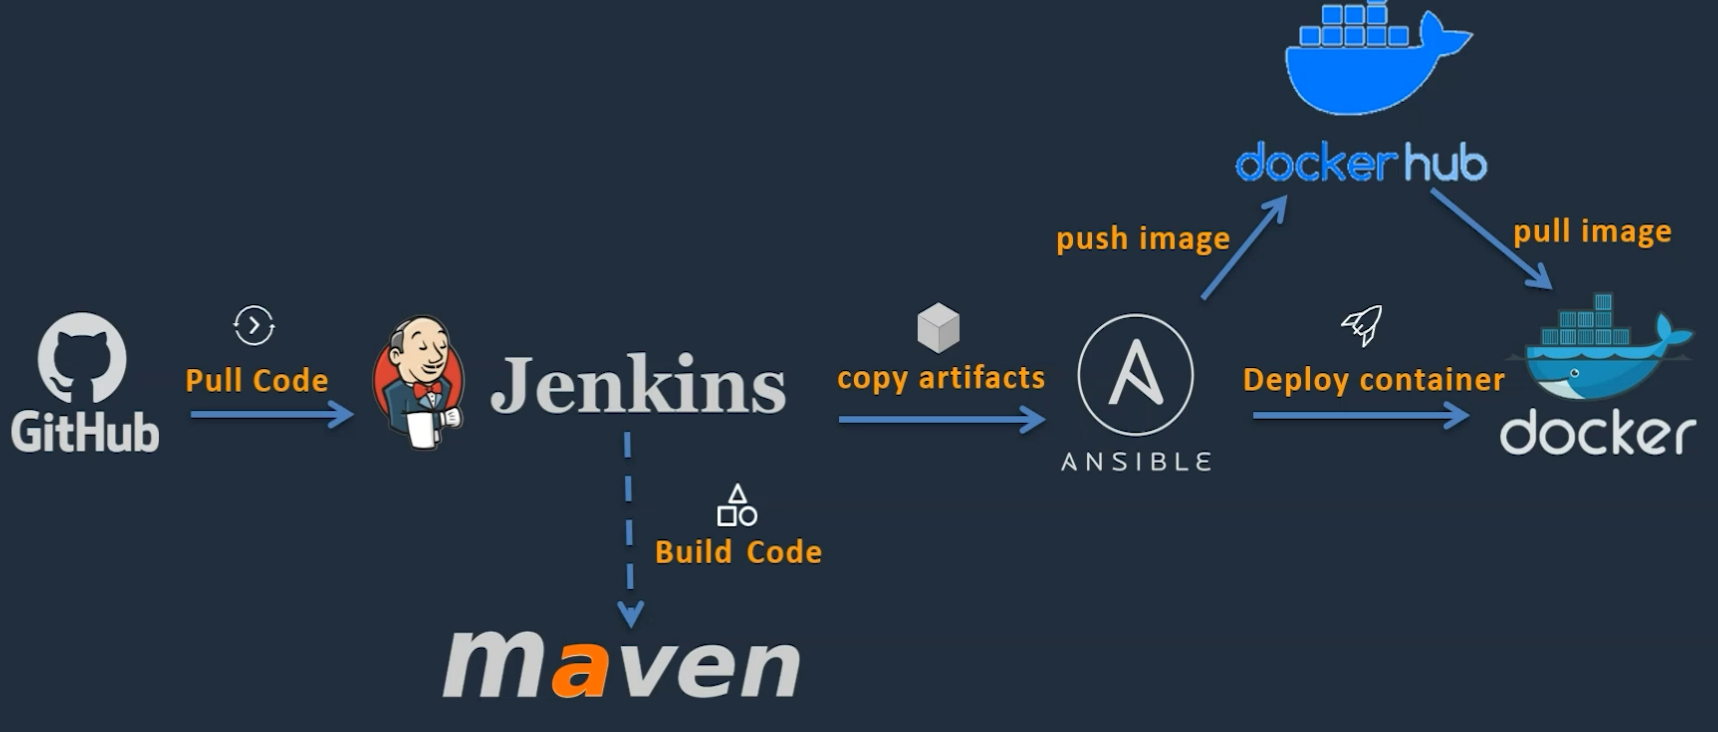 docker hub
push image
pull image
GitHub
Pull Code
Jenkins
copy artifacts
ANSIBLE
Deploy container
docker
Build Code
maven